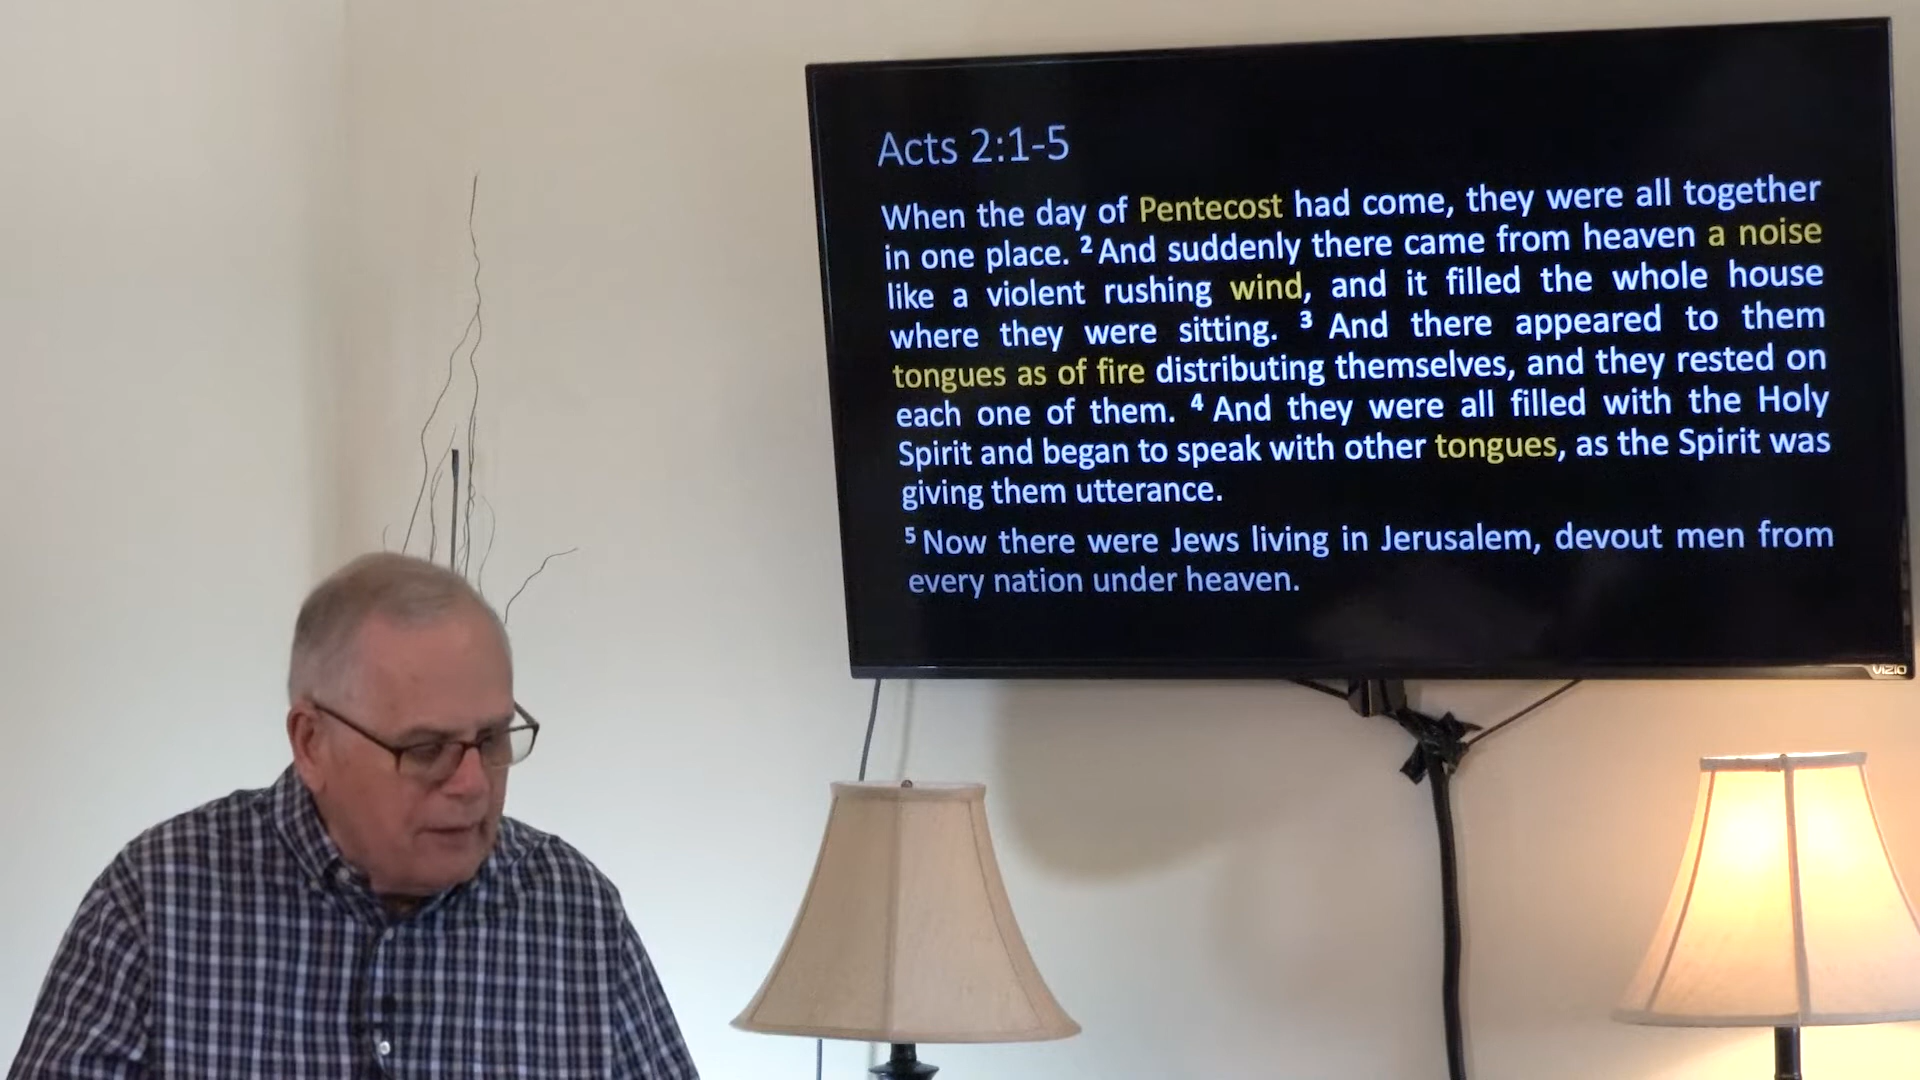 Acts 2:1-5
When the day of Pentecost had come, they were all together
in one place. ² And suddenly there came from heaven a noise
like a violent rushing wind, and it filled the whole house
where they were sitting. ³ And there appeared to them
tongues as of fire distributing themselves, and they rested on
each one of them. ⁴ And they were all filled with the Holy
Spirit and began to speak with other tongues, as the Spirit was
giving them utterance.
⁵ Now there were Jews living in Jerusalem, devout men from
every nation under heaven.
VIZIO